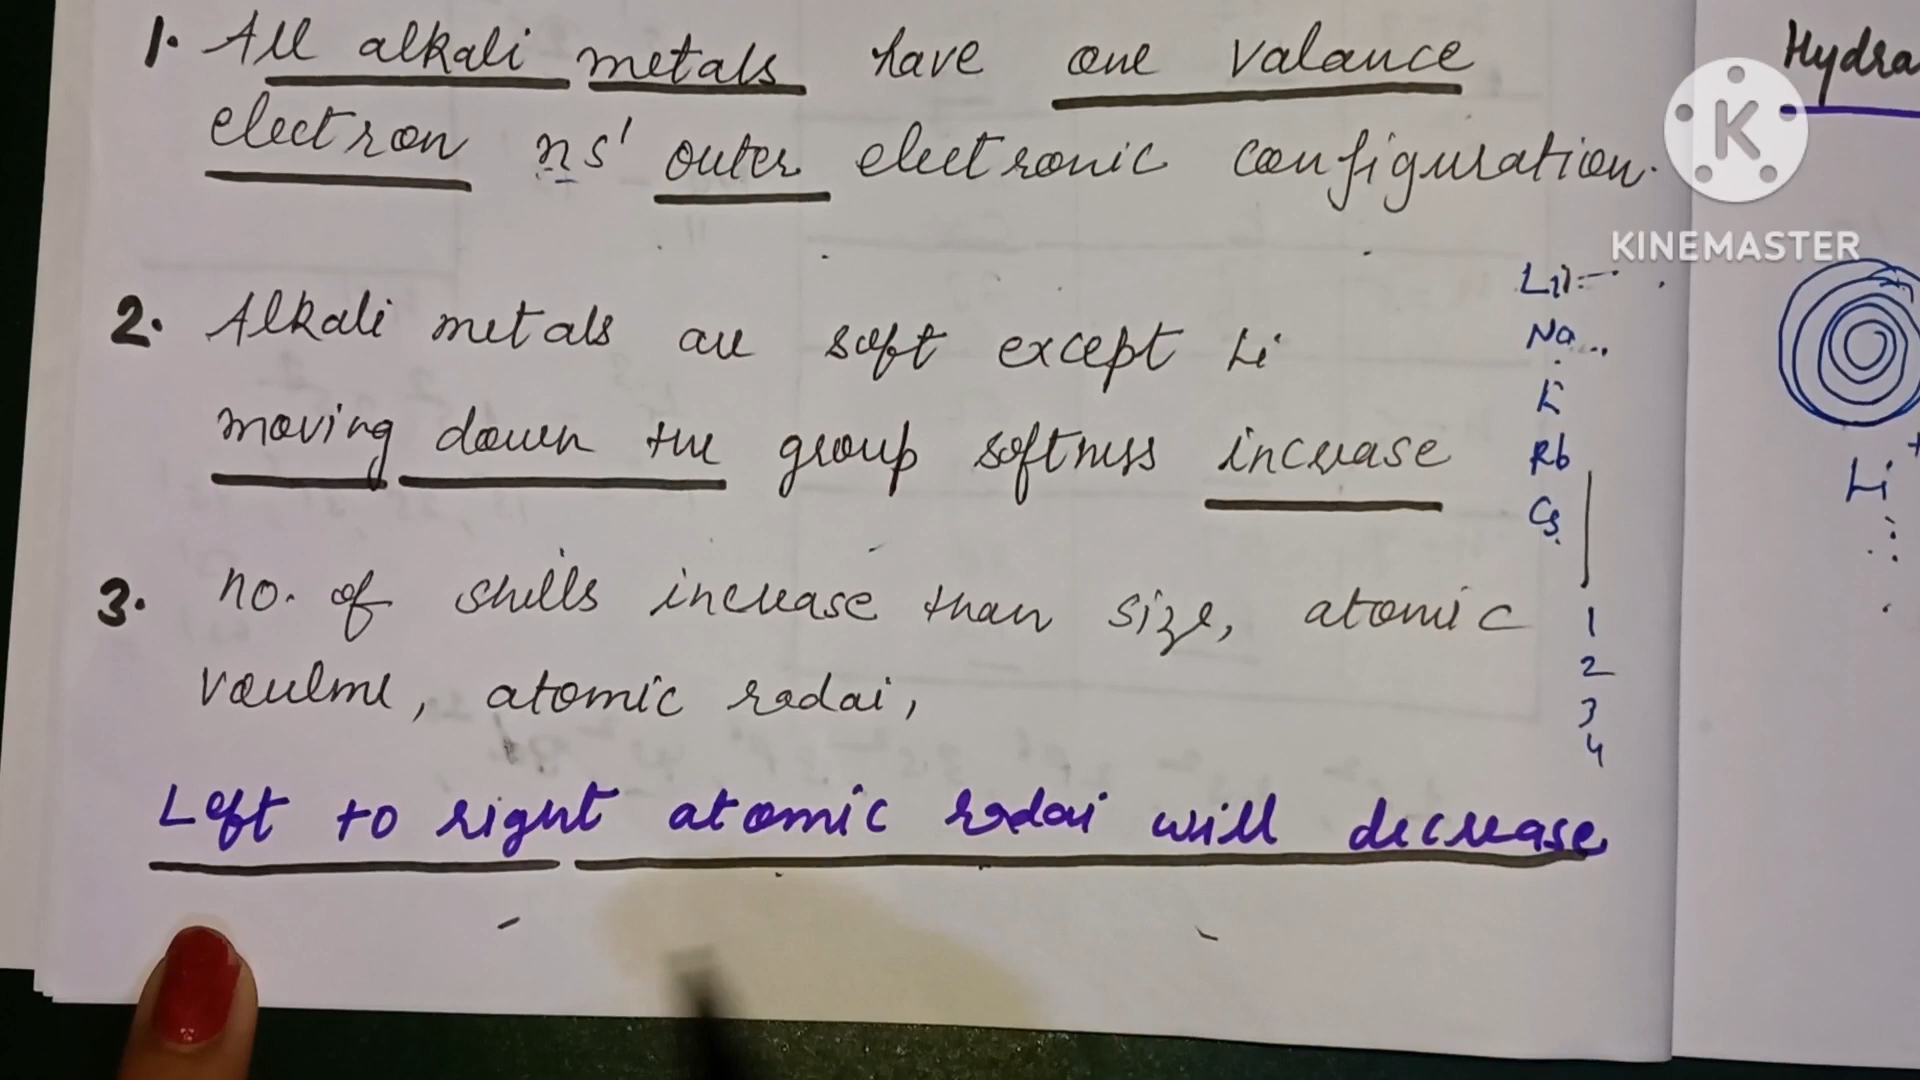 1. All alkali metals have one valance
electron ns¹ outer electronic configuration.
2. Alkali metals are soft except Li
moving down the group softness increase
3. no. of shells increase than size, atomic
voulme, atomic radai,
Left to right atomic radai will decrease
Li
Na
K
Rb
Cs
1
2
3
4
Hydra
KINEMASTER
Li +